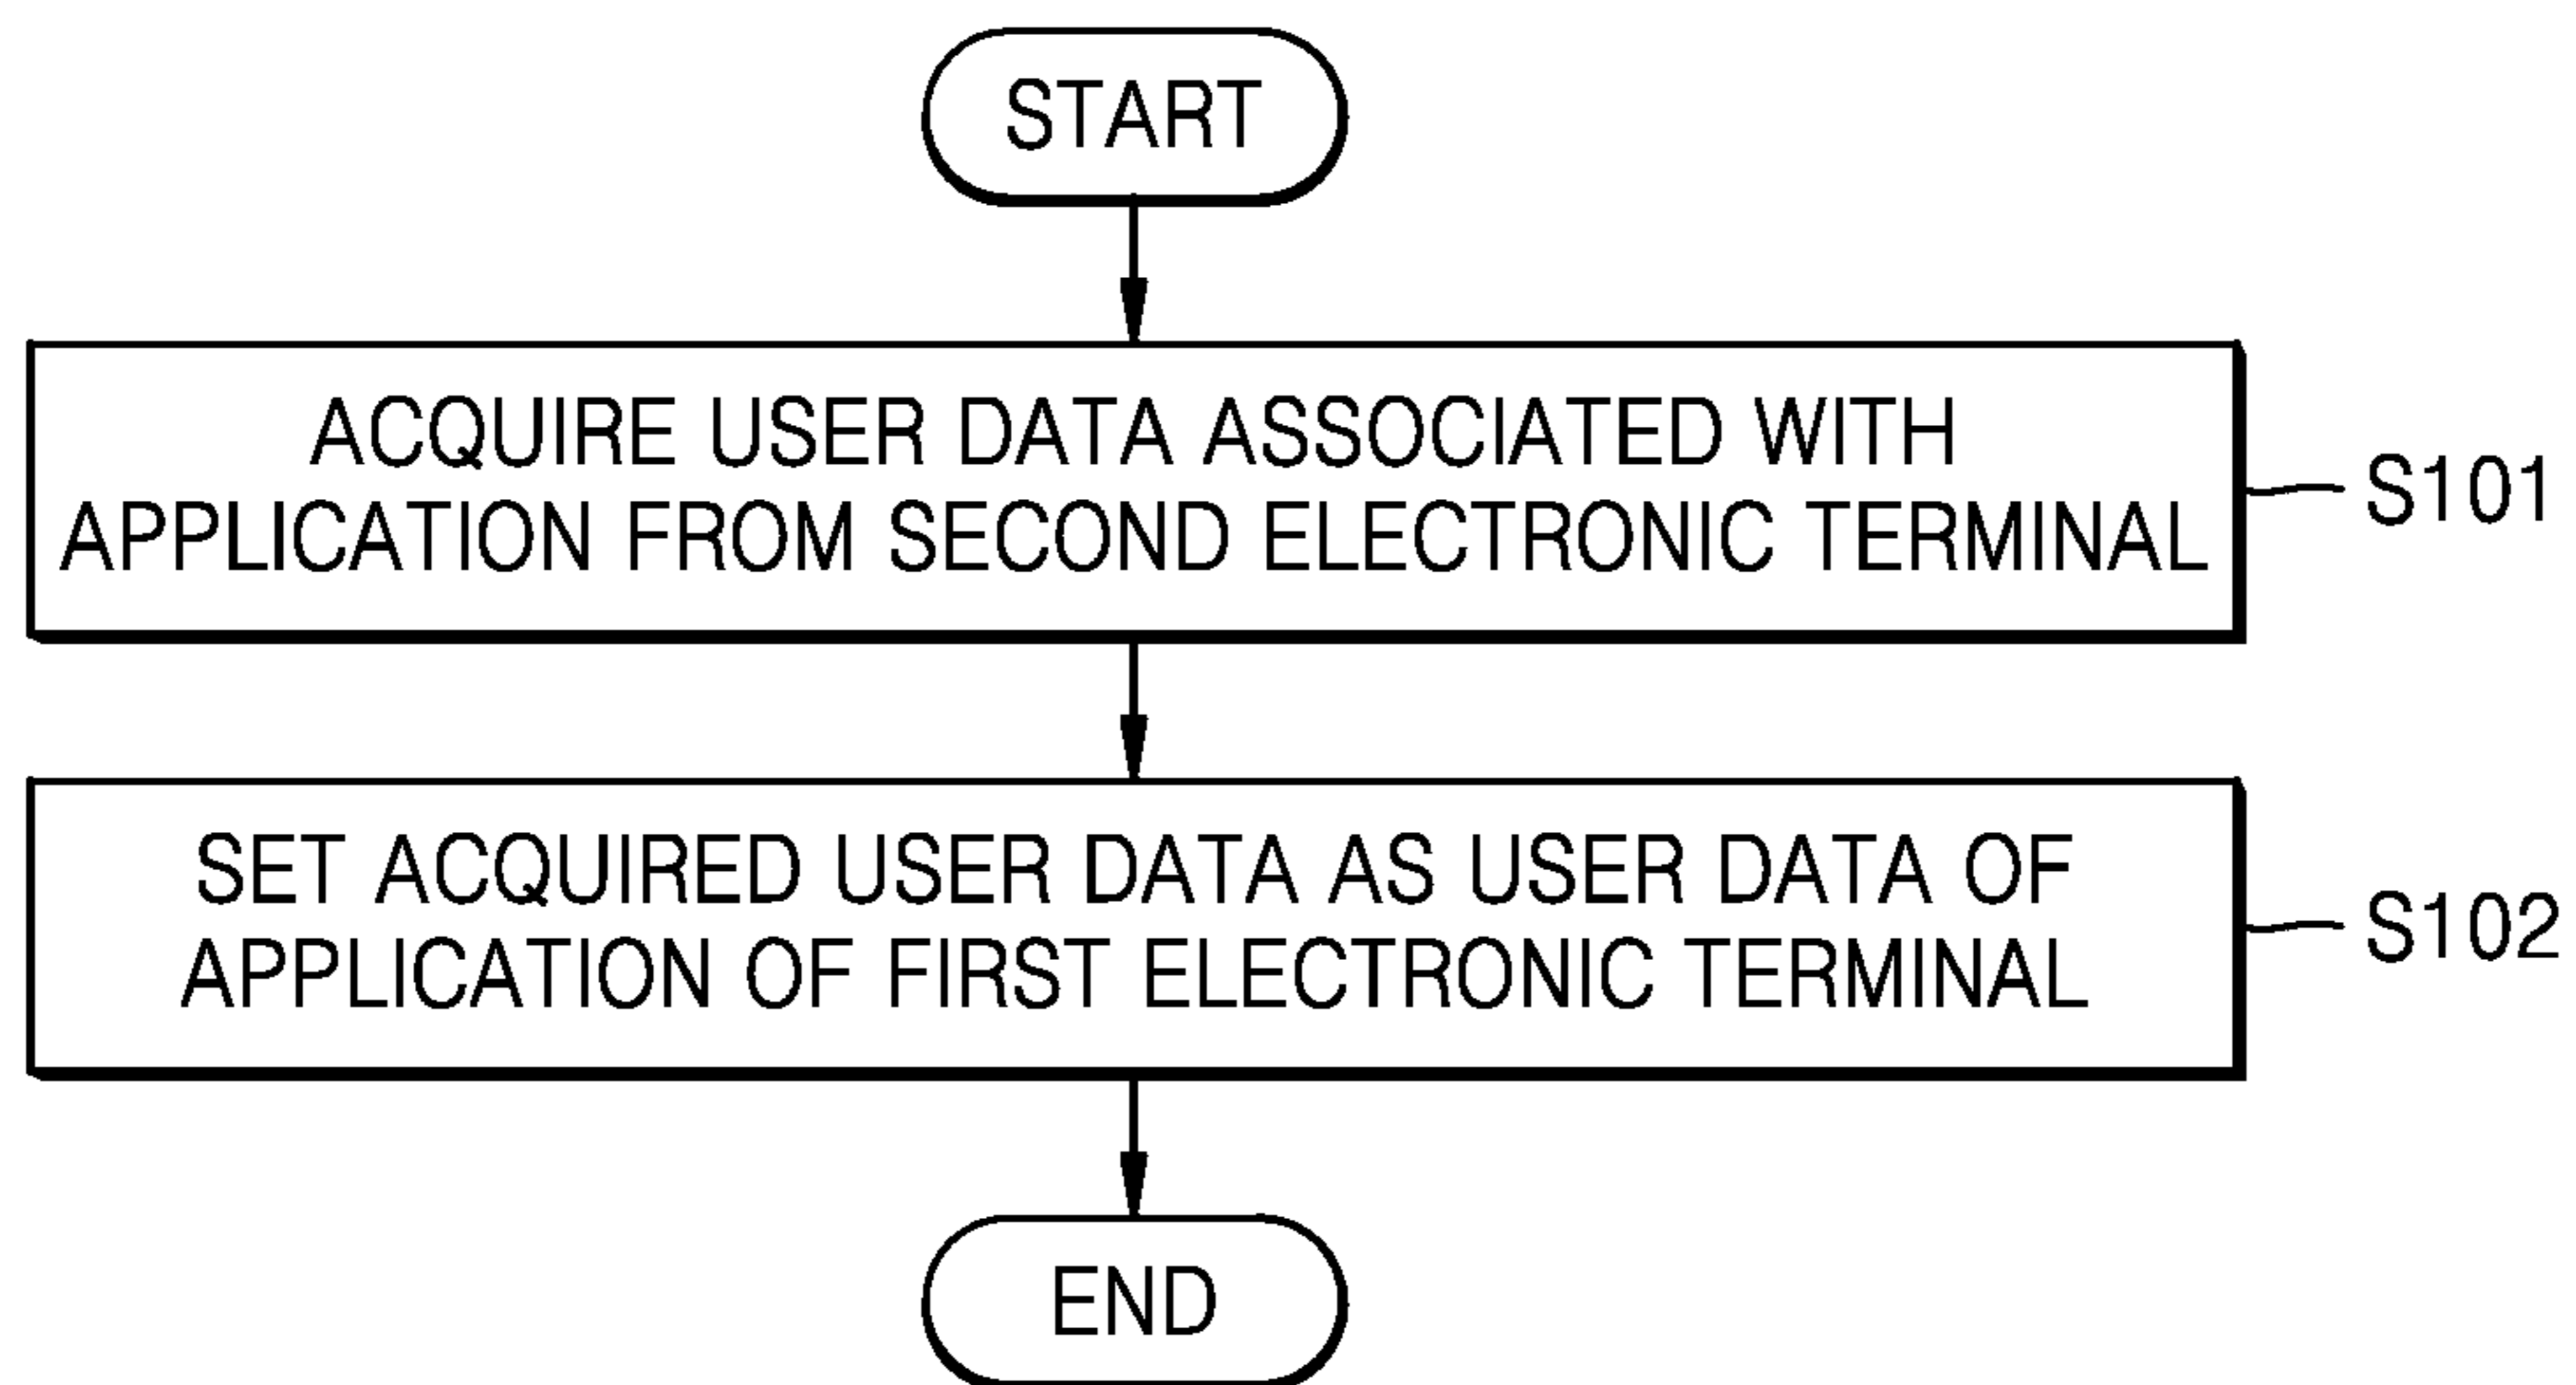 START
ACQUIRE USER DATA ASSOCIATED WITH
APPLICATION FROM SECOND ELECTRONIC TERMINAL
S101
SET ACQUIRED USER DATA AS USER DATA OF
APPLICATION OF FIRST ELECTRONIC TERMINAL
S102
END